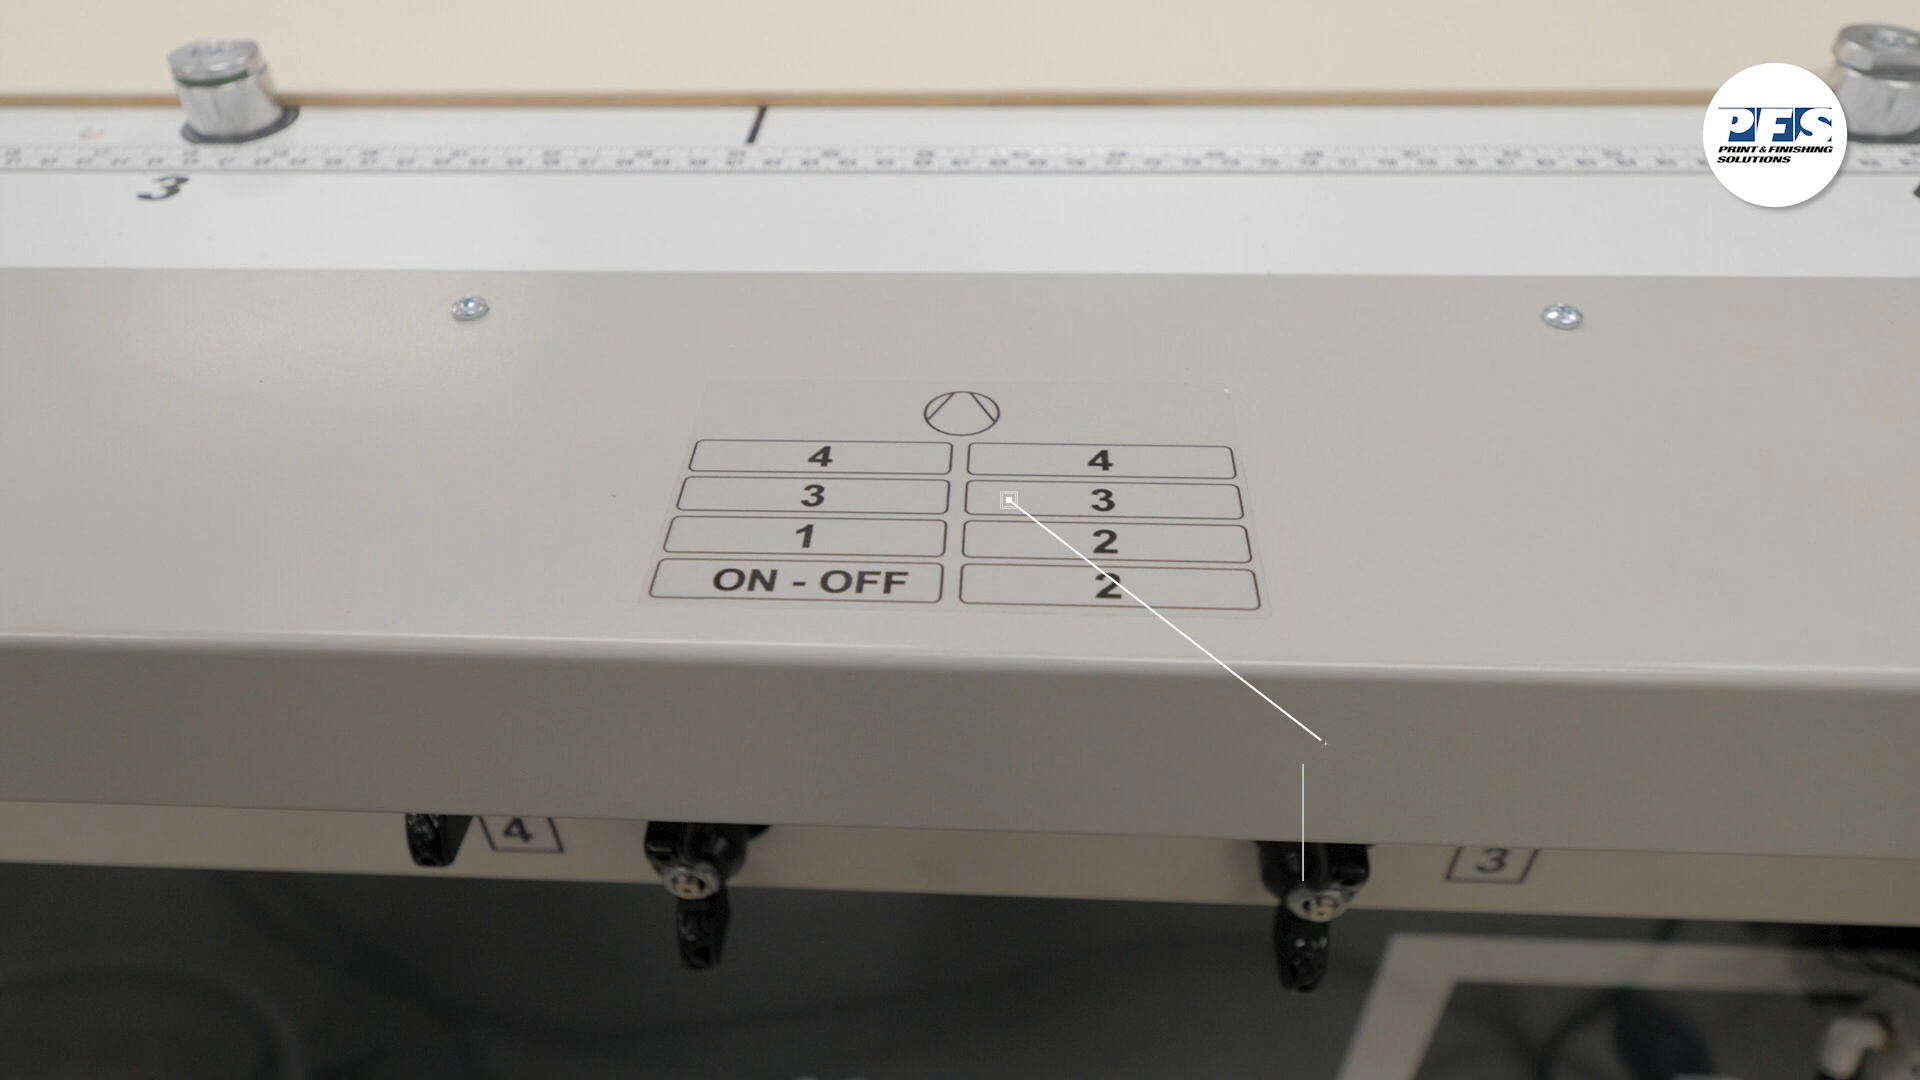 PFS
PRINT & FINISHING
SOLUTIONS
3
4 4
3 3
1 2
ON - OFF 2
4 3